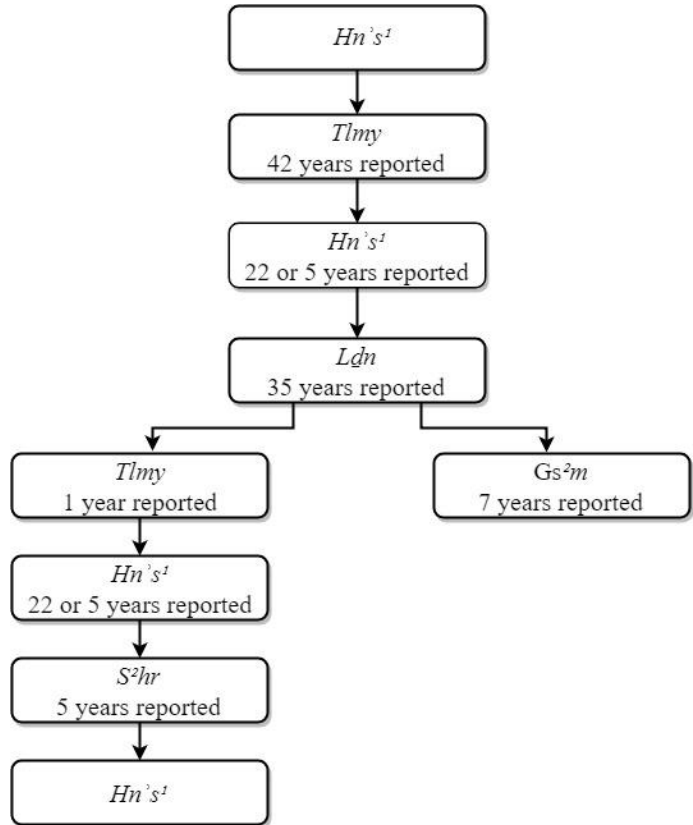 Hnʾs¹
Tlmy
42 years reported
Hnʾs¹
22 or 5 years reported
Lḏn
35 years reported
Tlmy
1 year reported
Gs²m
7 years reported
Hnʾs¹
22 or 5 years reported
S²hr
5 years reported
Hnʾs¹